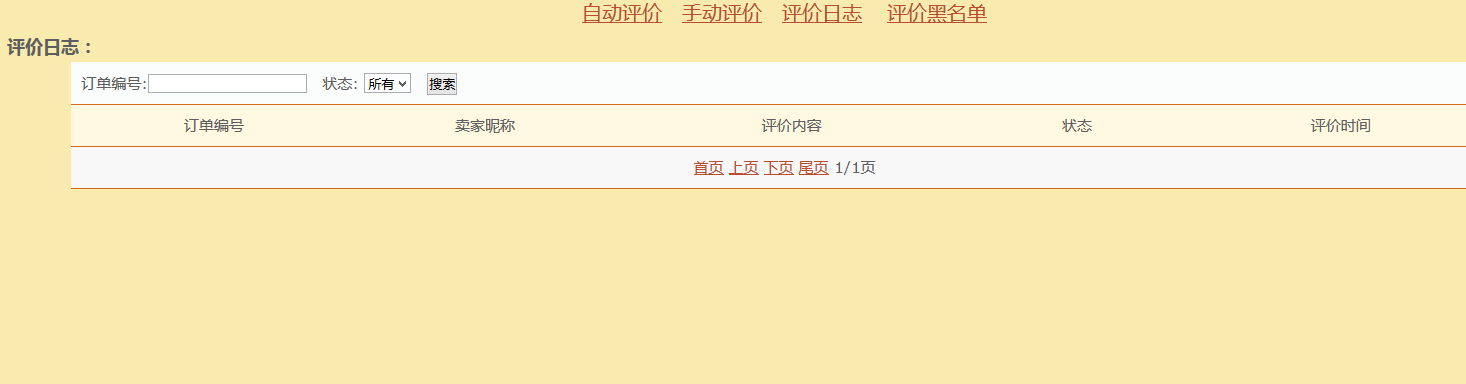 自动评价 手动评价 评价日志 评价黑名单
评价日志：
订单编号: 状态: 所有 搜索
订单编号 卖家昵称 评价内容 状态 评价时间
首页 上页 下页 尾页 1/1页